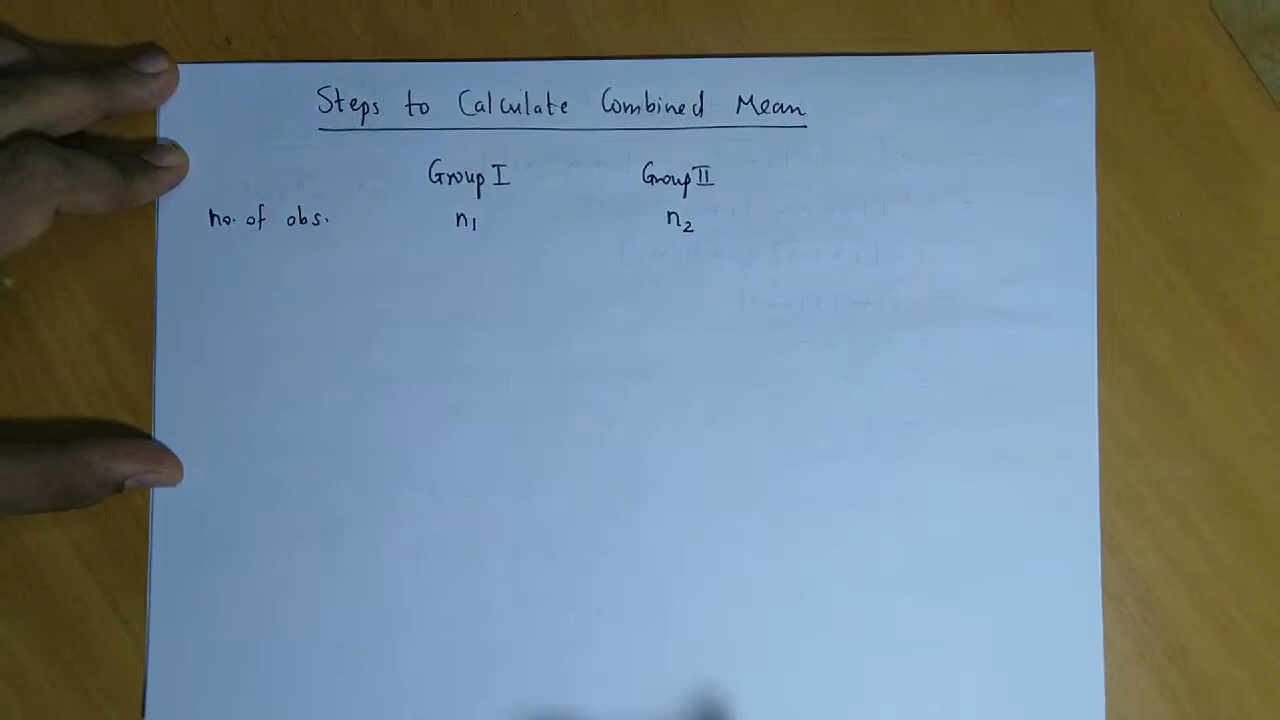 Steps to Calculate Combined Mean
Group I Group II
no. of obs. n₁ n₂